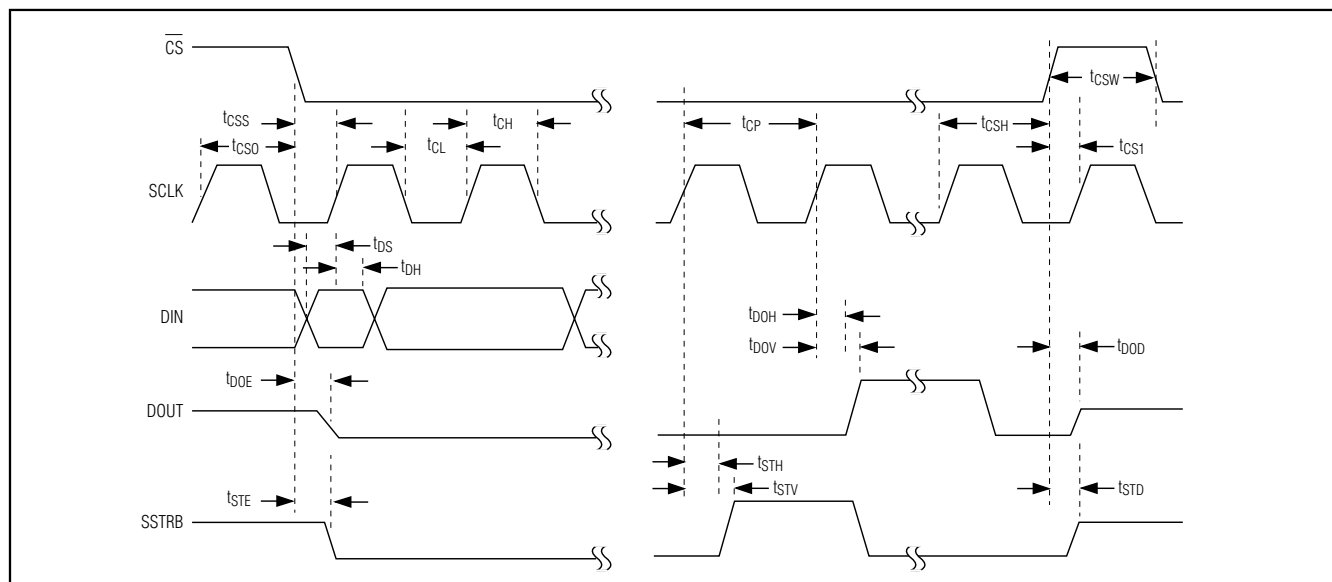 CS
tCSW
tCSS
tCH
tCP
tCSH
tCSO
tCL
tCS1
SCLK
tDS
tDH
DIN
tDOH
tDOV
tDOD
tDOE
DOUT
tSTH
tSTV
tSTE
tSTD
SSTRB